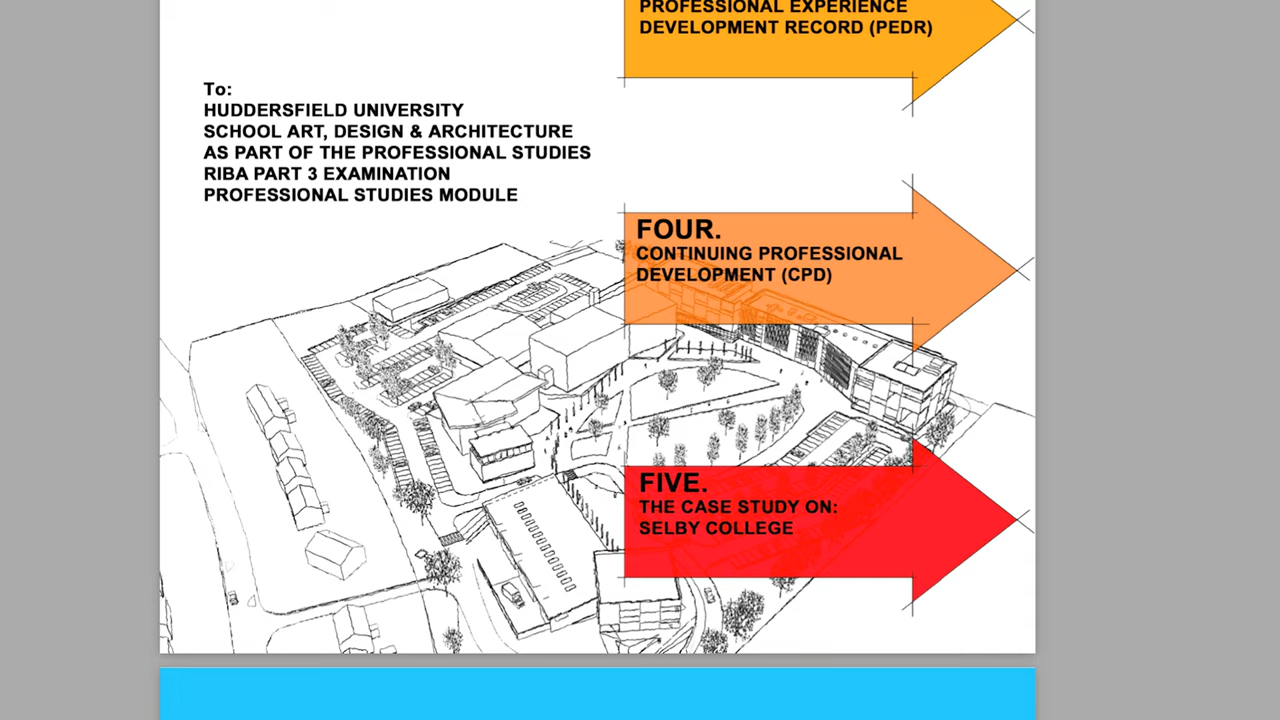 PROFESSIONAL EXPERIENCE
DEVELOPMENT RECORD (PEDR)
To:
HUDDERSFIELD UNIVERSITY
SCHOOL ART, DESIGN & ARCHITECTURE
AS PART OF THE PROFESSIONAL STUDIES
RIBA PART 3 EXAMINATION
PROFESSIONAL STUDIES MODULE
FOUR.
CONTINUING PROFESSIONAL
DEVELOPMENT (CPD)
FIVE.
THE CASE STUDY ON:
SELBY COLLEGE